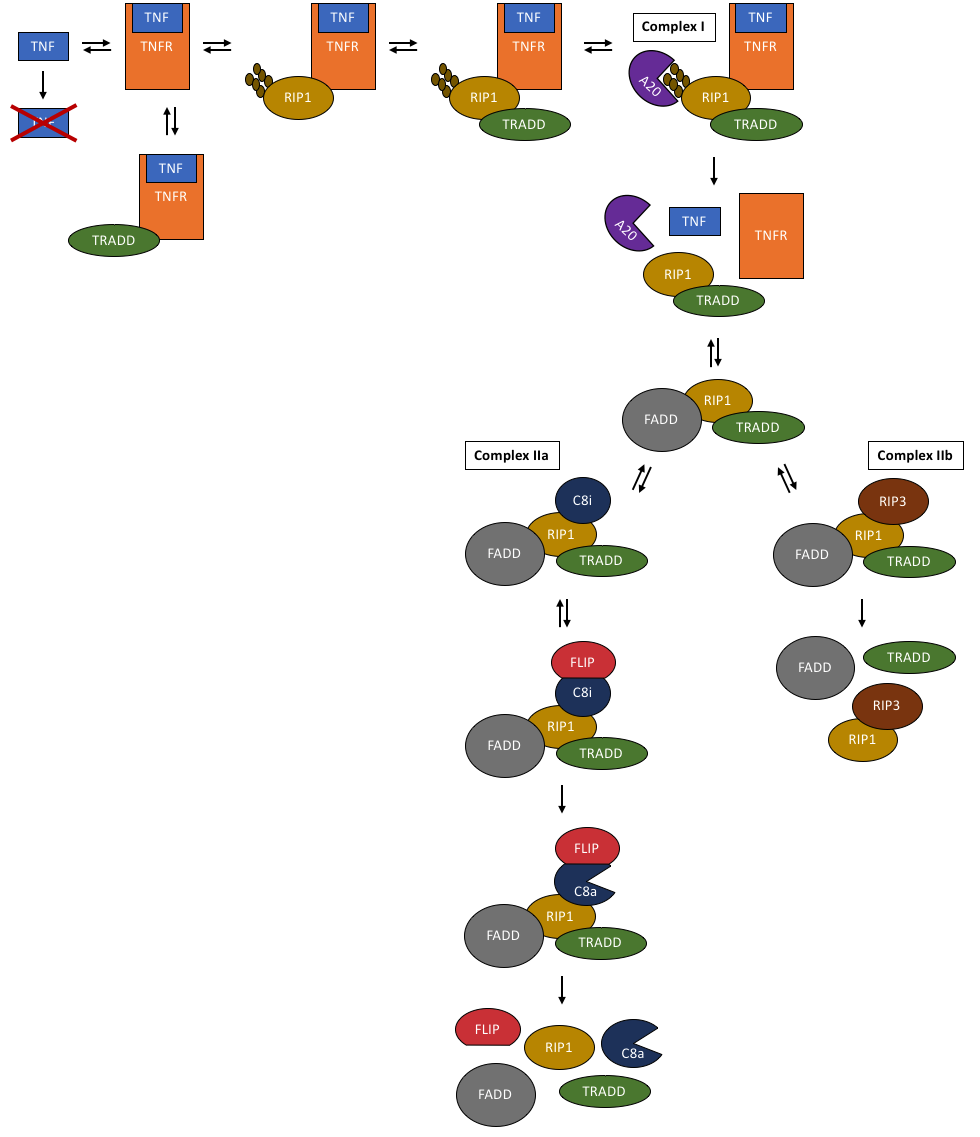 TNF
TNF
TNFR
TNF
TNFR
RIP1
TNF
TNFR
RIP1
TRADD
Complex I
TNF
TNFR
A20
RIP1
TRADD
TNF
TNFR
TRADD
A20
TNF
TNFR
RIP1
TRADD
FADD
RIP1
TRADD
Complex IIa
C8i
FADD
RIP1
TRADD
Complex IIb
RIP3
FADD
RIP1
TRADD
FLIP
C8i
FADD
RIP1
TRADD
FADD
TRADD
RIP3
RIP1
FLIP
C8a
FADD
RIP1
TRADD
FLIP
RIP1
C8a
FADD
TRADD